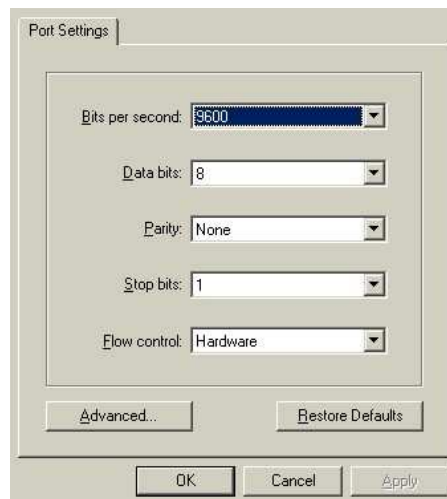 Port Settings
Bits per second: 9600
Data bits: 8
Parity: None
Stop bits: 1
Flow control: Hardware
Advanced... Restore Defaults
OK Cancel Apply